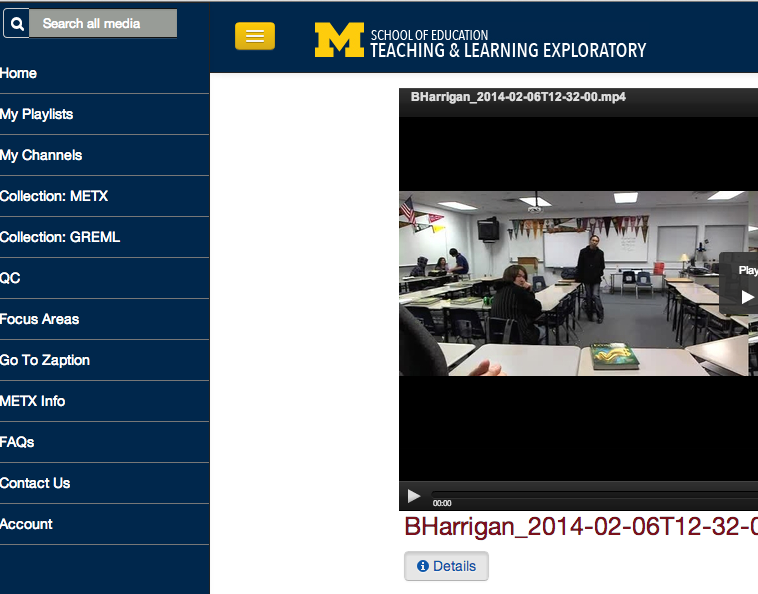 Search all media
Home
My Playlists
My Channels
Collection: METX
Collection: GREML
QC
Focus Areas
Go To Zaption
METX Info
FAQs
Contact Us
Account
M
SCHOOL OF EDUCATION
TEACHING & LEARNING EXPLORATORY
BHarrigan_2014-02-06T12-32-00.mp4
Play
00:00
BHarrigan_2014-02-06T12-32-0
Details